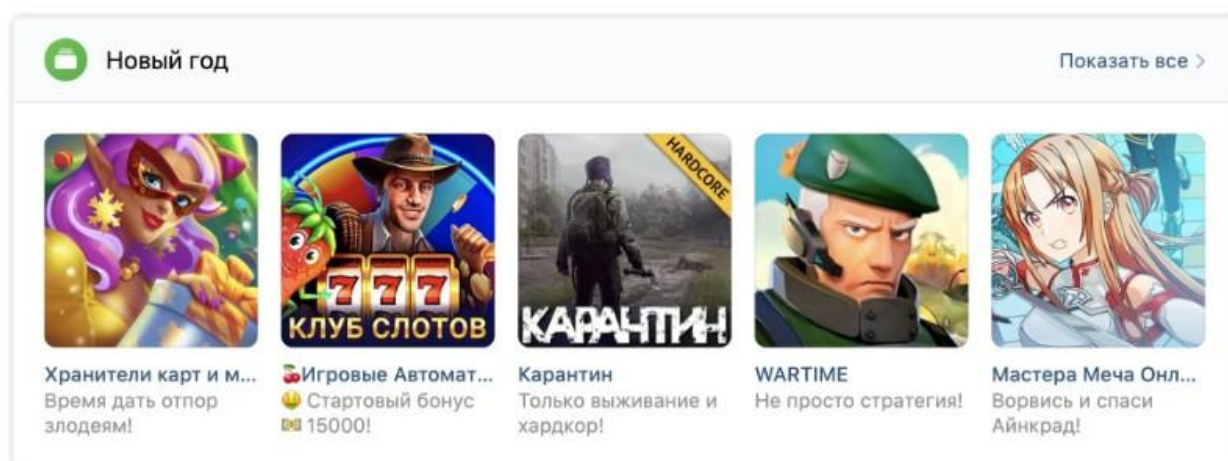 Новый год
Показать все >
HARDCORE
777
КЛУБ СЛОТОВ
КАРАНТИН
Хранители карт и м...
🍒Игровые Автомат...
Карантин
WARTIME
Мастера Меча Онл...
Время дать отпор
злодеям!
🤑 Стартовый бонус
💵 15000!
Только выживание и
хардкор!
Не просто стратегия!
Ворвись и спаси
Айнкрад!